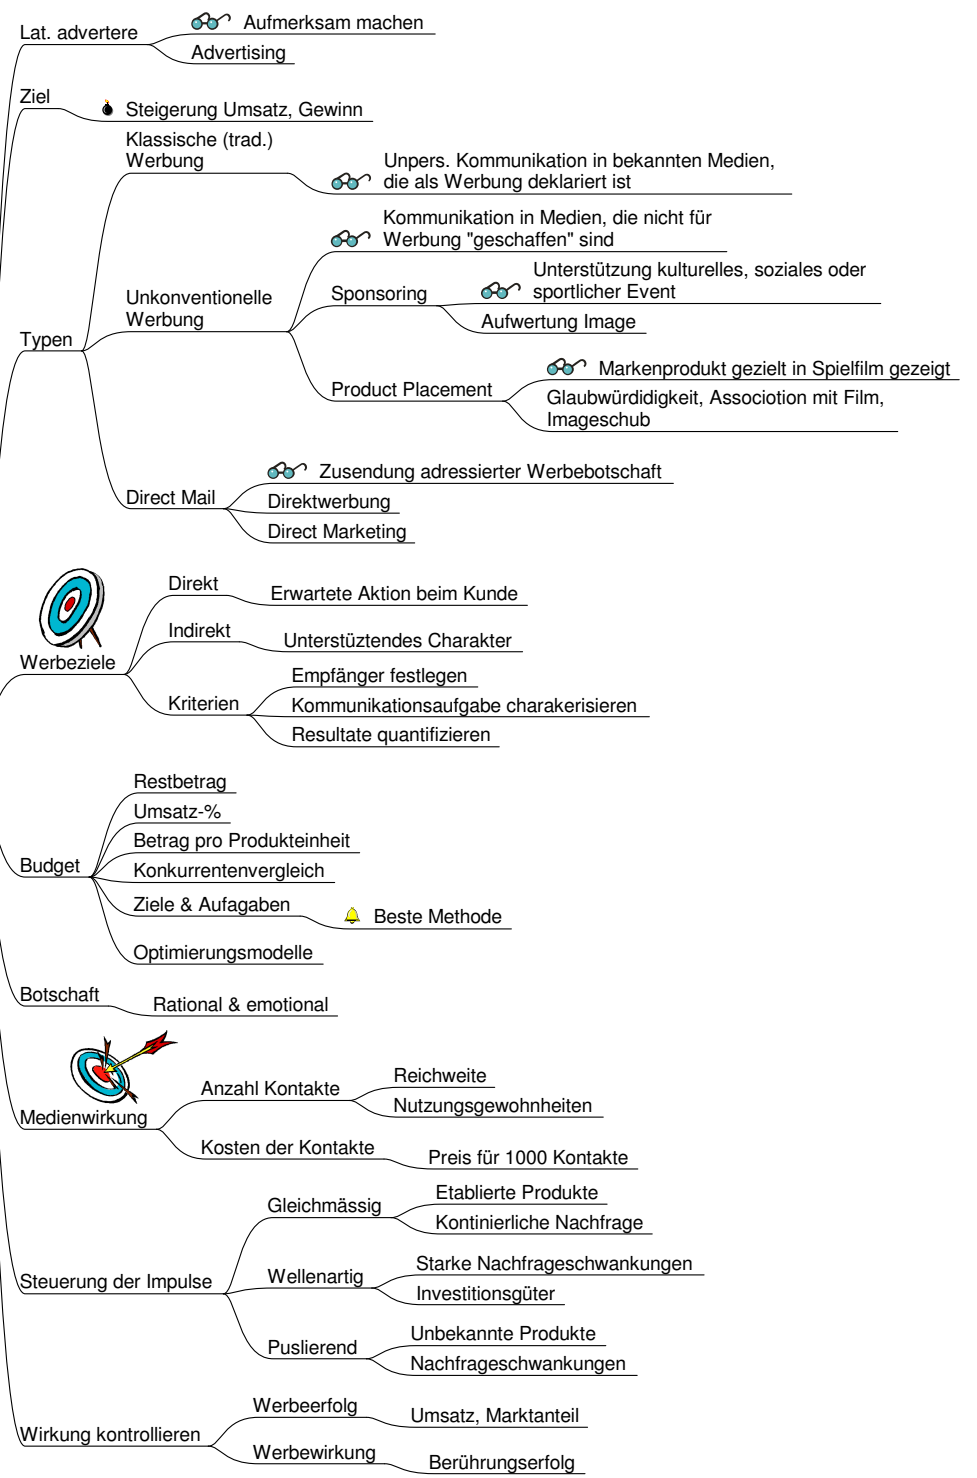 Lat. advertere
Aufmerksam machen
Advertising
Ziel
Steigerung Umsatz, Gewinn
Typen
Klassische (trad.)
Werbung
Unpers. Kommunikation in bekannten Medien,
die als Werbung deklariert ist
Unkonventionelle
Werbung
Kommunikation in Medien, die nicht für
Werbung "geschaffen" sind
Sponsoring
Unterstützung kulturelles, soziales oder
sportlicher Event
Aufwertung Image
Product Placement
Markenprodukt gezielt in Spielfilm gezeigt
Glaubwürdidigkeit, Associotion mit Film,
Imageschub
Direct Mail
Zusendung adressierter Werbebotschaft
Direktwerbung
Direct Marketing
Werbeziele
Direkt
Erwartete Aktion beim Kunde
Indirekt
Unterstüztendes Charakter
Kriterien
Empfänger festlegen
Kommunikationsaufgabe charakerisieren
Resultate quantifizieren
Budget
Restbetrag
Umsatz-%
Betrag pro Produkteinheit
Konkurrentenvergleich
Ziele & Aufagaben
Beste Methode
Optimierungsmodelle
Botschaft
Rational & emotional
Medienwirkung
Anzahl Kontakte
Reichweite
Nutzungsgewohnheiten
Kosten der Kontakte
Preis für 1000 Kontakte
Steuerung der Impulse
Gleichmässig
Etablierte Produkte
Kontinierliche Nachfrage
Wellenartig
Starke Nachfrageschwankungen
Investitionsgüter
Puslierend
Unbekannte Produkte
Nachfrageschwankungen
Wirkung kontrollieren
Werbeerfolg
Umsatz, Marktanteil
Werbewirkung
Berührungserfolg